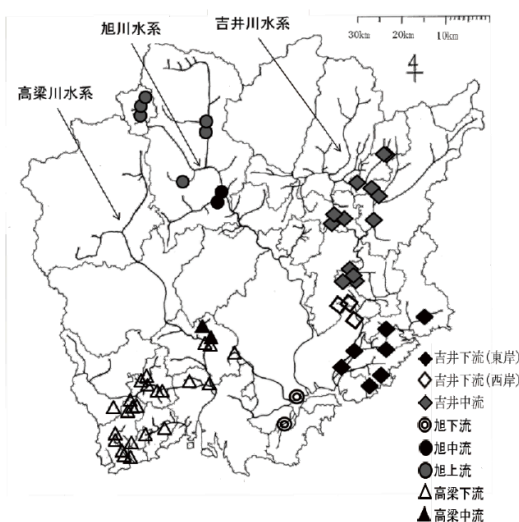 旭川水系
吉井川水系
高梁川水系
30km 20km 10km 0
4
吉井下流(東岸)
吉井下流(西岸)
吉井中流
旭下流
旭中流
旭上流
高梁下流
高梁中流